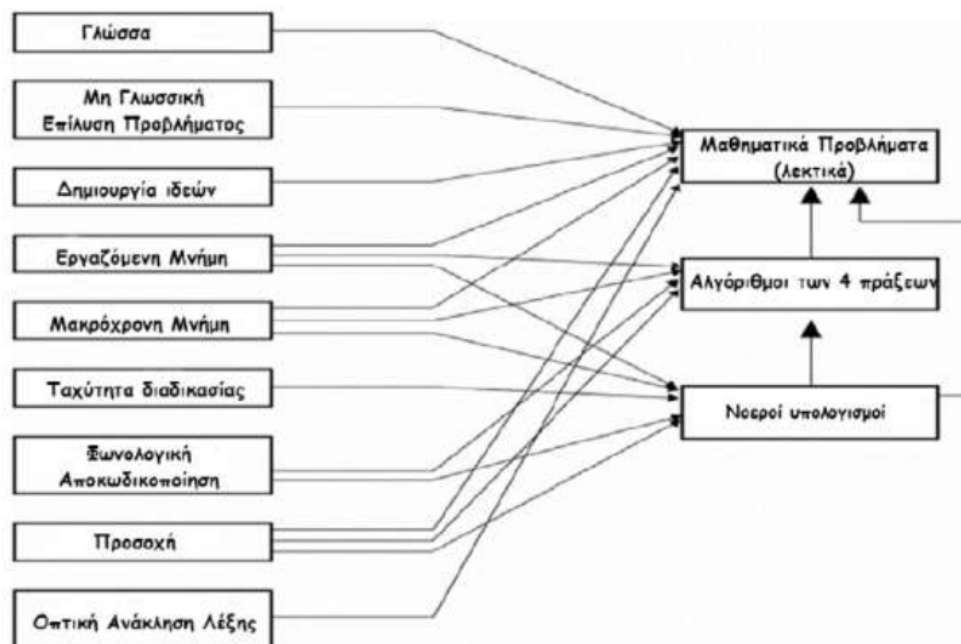 Γλώσσα
Μη Γλωσσική
Επίλυση Προβλήματος
Δημιουργία ιδεών
Εργαζόμενη Μνήμη
Μακρόχρονη Μνήμη
Ταχύτητα διαδικασίας
Φωνολογική
Αποκωδικοποίηση
Προσοχή
Οπτική Ανάκληση Λέξης
Μαθηματικά Προβλήματα
(λεκτικά)
Αλγόριθμοι των 4 πράξεων
Νοεροί υπολογισμοί